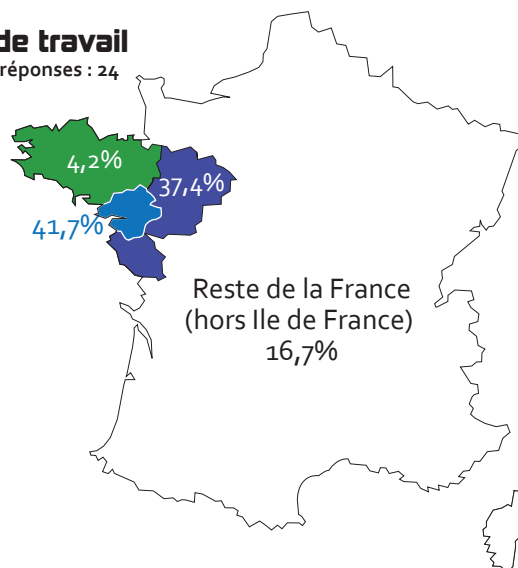 de travail
réponses : 24
4,2%
37,4%
41,7%
Reste de la France
(hors Ile de France)
16,7%